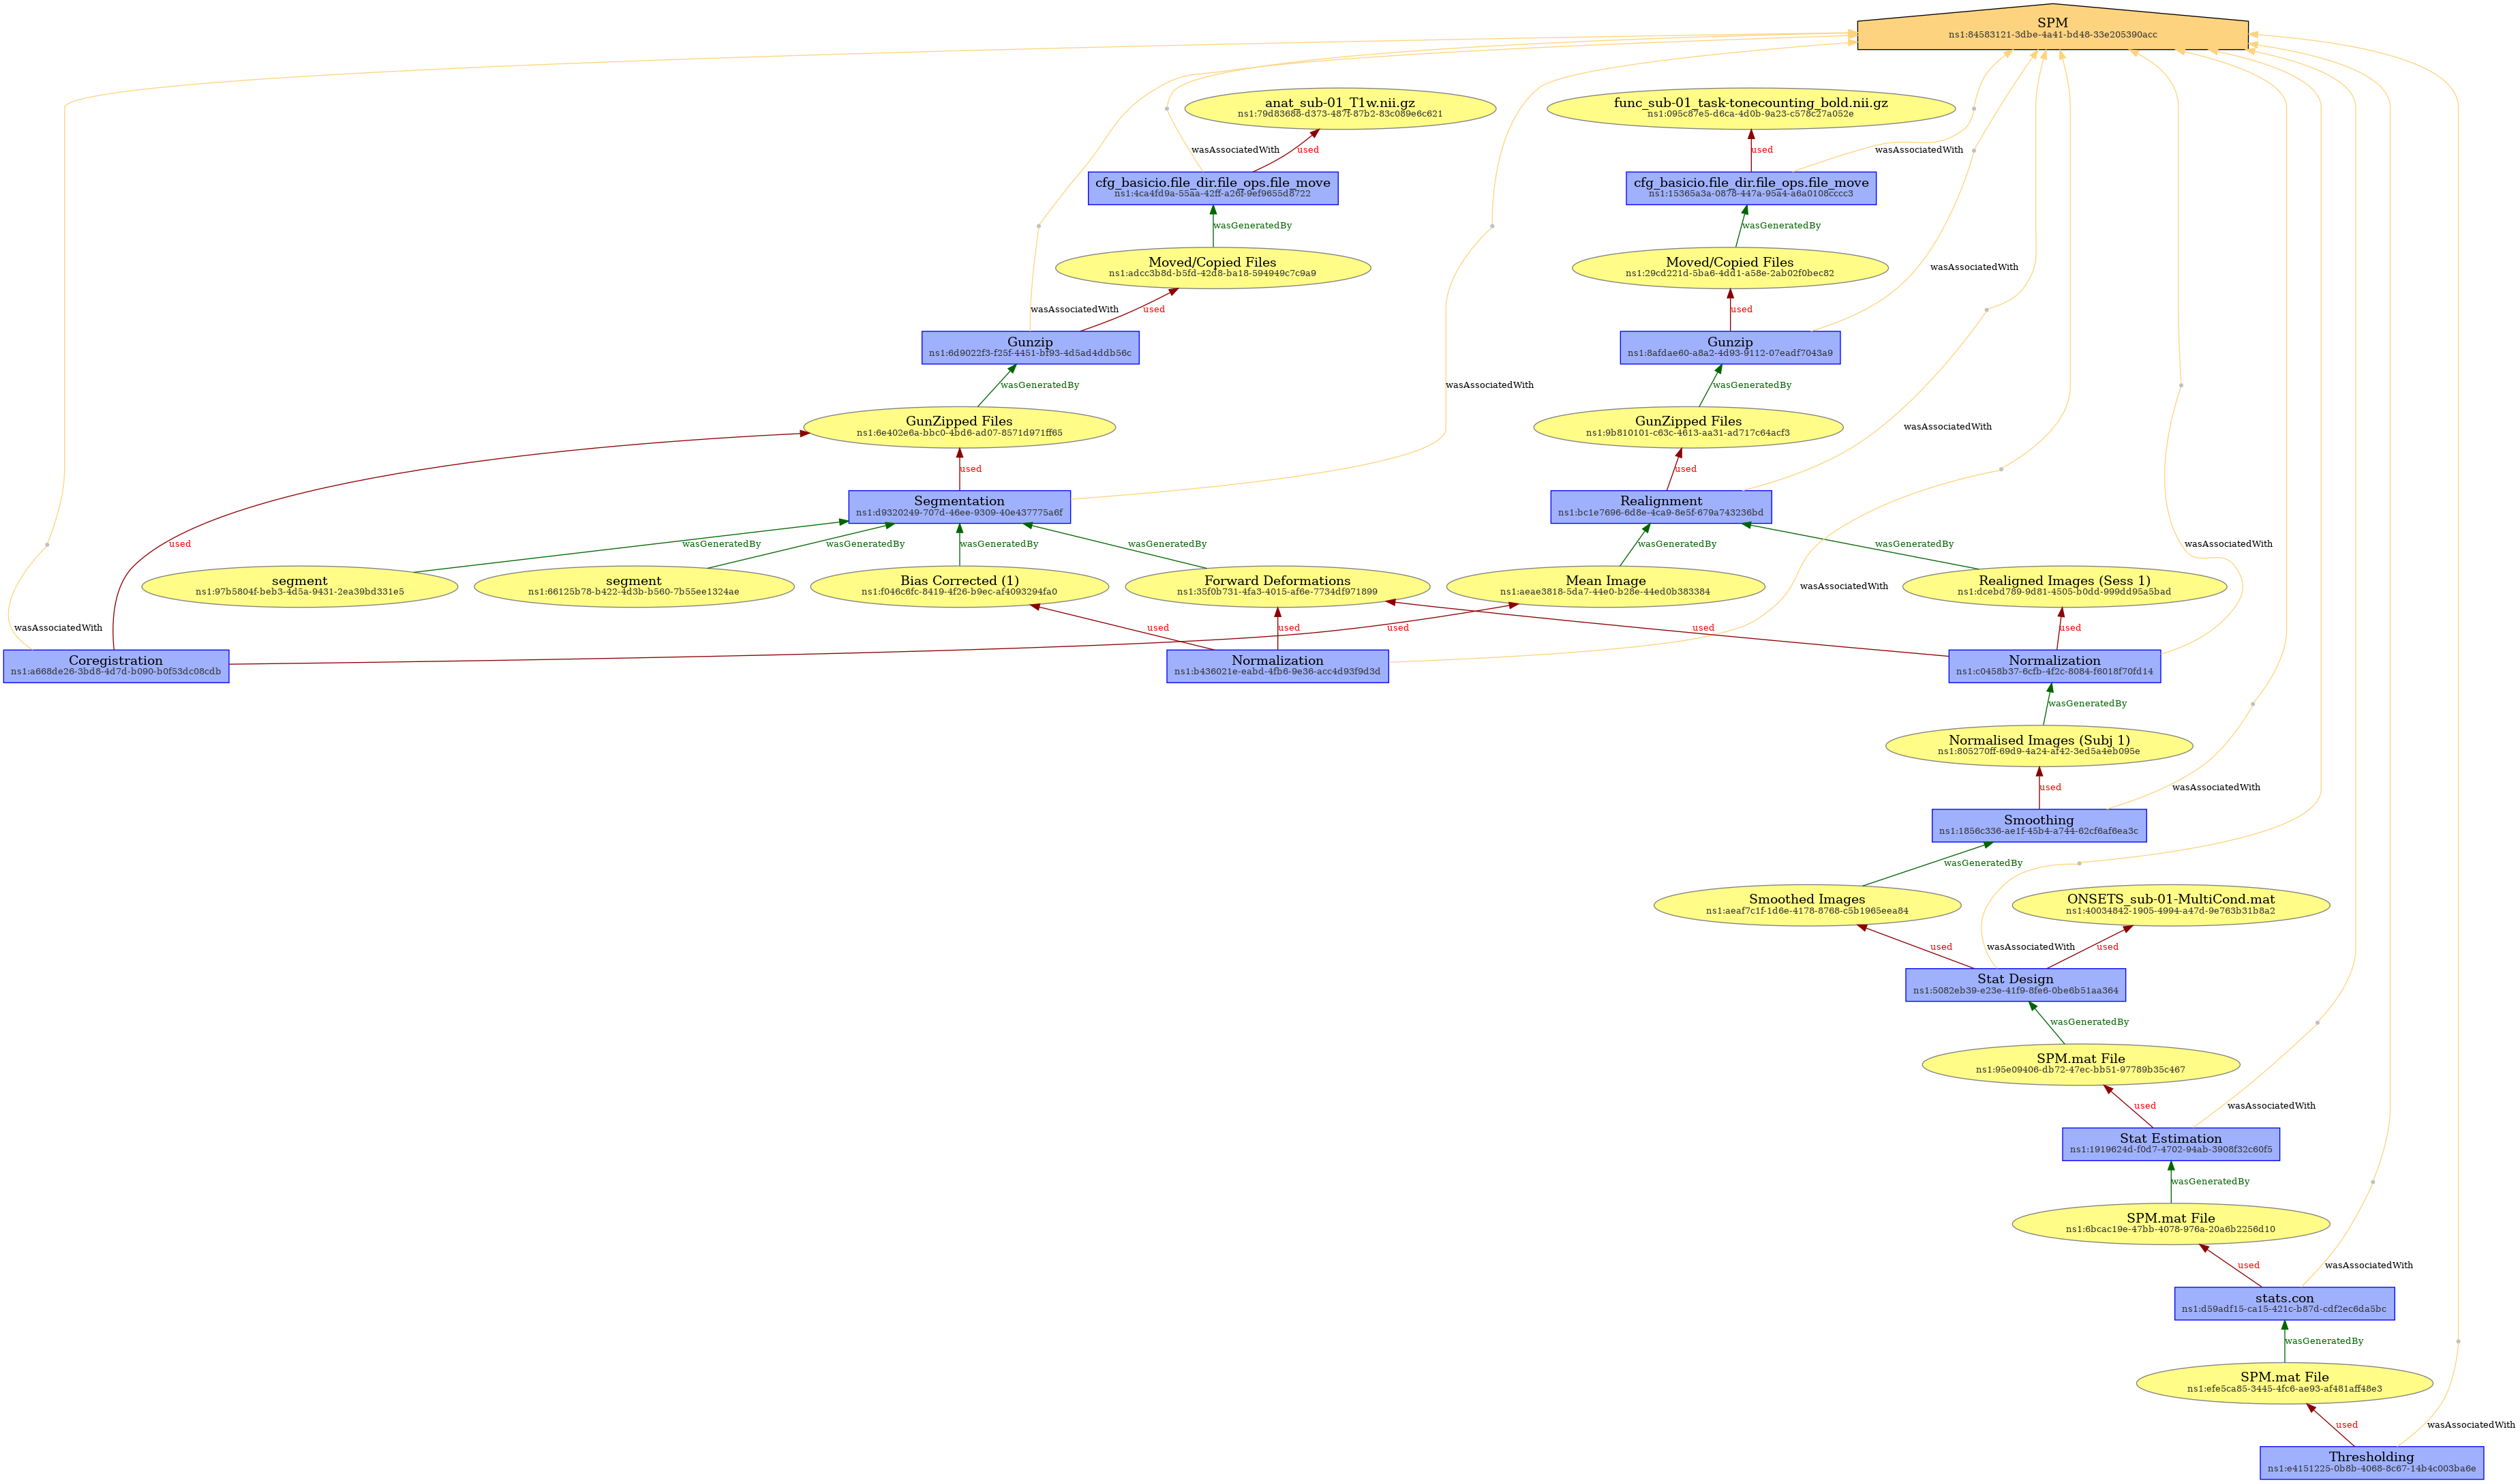 SPM
ns1:84583121-3dbe-4a41-bd48-33e205390acc
anat_sub-01_T1w.nii.gz
ns1:79d83688-d373-487f-87b2-83c089e6c621
func_sub-01_task-tonecounting_bold.nii.gz
ns1:095c87e5-d6ca-4d0b-9a23-c578c27a052e
wasAssociatedWith
used
used
wasAssociatedWith
cfg_basicio.file_dir.file_ops.file_move
ns1:4ca4fd9a-55aa-42ff-a26f-9ef9655d8722
cfg_basicio.file_dir.file_ops.file_move
ns1:15365a3a-0878-447a-95a4-a6a0108cccc3
wasGeneratedBy
wasGeneratedBy
Moved/Copied Files
ns1:adcc3b8d-b5fd-42d8-ba18-594949c7c9a9
Moved/Copied Files
ns1:29cd221d-5ba6-4dd1-a58e-2ab02f0bec82
wasAssociatedWith
wasAssociatedWith
used
used
Gunzip
ns1:6d9022f3-f25f-4451-bf93-4d5ad4ddb56c
Gunzip
ns1:8afdae60-a8a2-4d93-9112-07eadf7043a9
wasGeneratedBy
wasAssociatedWith
wasGeneratedBy
GunZipped Files
ns1:6e402e6a-bbc0-4bd6-ad07-8571d971ff65
GunZipped Files
ns1:9b810101-c63c-4613-aa31-ad717c64acf3
wasAssociatedWith
used
used
Segmentation
ns1:d9320249-707d-46ee-9309-40e437775a6f
Realignment
ns1:bc1e7696-6d8e-4ca9-8e5f-679a743236bd
used
wasGeneratedBy
wasGeneratedBy
wasGeneratedBy
wasGeneratedBy
wasGeneratedBy
wasGeneratedBy
wasAssociatedWith
segment
ns1:97b5804f-beb3-4d5a-9431-2ea39bd331e5
segment
ns1:66125b78-b422-4d3b-b560-7b55ee1324ae
Bias Corrected (1)
ns1:f046c6fc-8419-4f26-b9ec-af4093294fa0
Forward Deformations
ns1:35f0b731-4fa3-4015-af6e-7734df971899
Mean Image
ns1:aeae3818-5da7-44e0-b28e-44ed0b383384
Realigned Images (Sess 1)
ns1:dcebd789-9d81-4505-b0dd-999dd95a5bad
wasAssociatedWith
wasAssociatedWith
used
used
used
used
used
Coregistration
ns1:a668de26-3bd8-4d7d-b090-b0f53dc08cdb
Normalization
ns1:b436021e-eabd-4fb6-9e36-acc4d93f9d3d
Normalization
ns1:c0458b37-6cfb-4f2c-8084-f6018f70fd14
wasGeneratedBy
Normalised Images (Subj 1)
ns1:805270ff-69d9-4a24-af42-3ed5a4eb095e
used
wasAssociatedWith
Smoothing
ns1:1856c336-ae1f-45b4-a744-62cf6af6ea3c
wasGeneratedBy
Smoothed Images
ns1:aeaf7c1f-1d6e-4178-8768-c5b1965eea84
ONSETS_sub-01-MultiCond.mat
ns1:40034842-1905-4994-a47d-9e763b31b8a2
used
wasAssociatedWith
used
Stat Design
ns1:5082eb39-e23e-41f9-8fe6-0be6b51aa364
wasGeneratedBy
SPM.mat File
ns1:95e09406-db72-47ec-bb51-97789b35c467
used
wasAssociatedWith
Stat Estimation
ns1:1919624d-f0d7-4702-94ab-3908f32c60f5
wasGeneratedBy
SPM.mat File
ns1:6bcac19e-47bb-4078-976a-20a6b2256d10
used
wasAssociatedWith
stats.con
ns1:d59adf15-ca15-421c-b87d-cdf2ec6da5bc
wasGeneratedBy
SPM.mat File
ns1:efe5ca85-3445-4fc6-ae93-af481aff48e3
used
wasAssociatedWith
Thresholding
ns1:e4151225-0b8b-4068-8c67-14b4c003ba6e